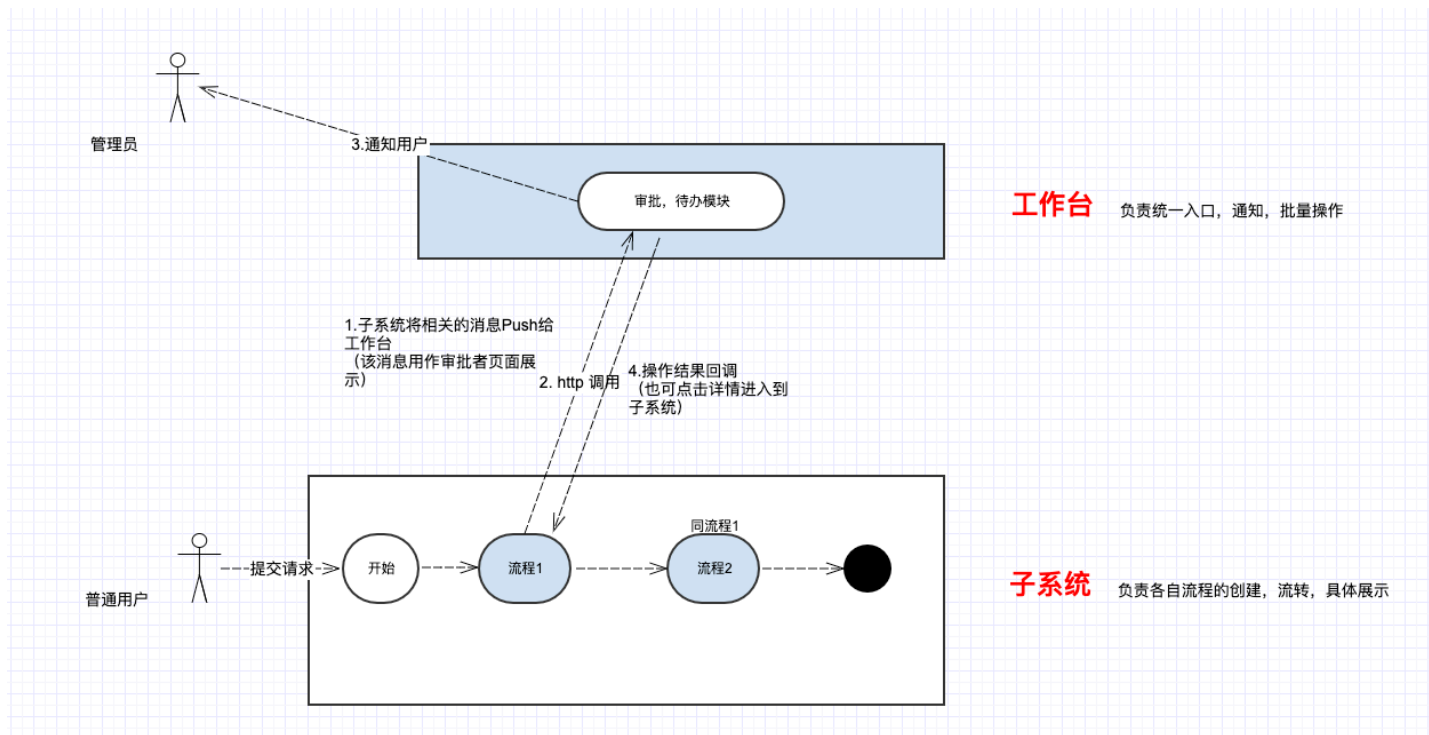 管理员
3.通知用户
审批，待办模块
工作台
负责统一入口，通知，批量操作
1.子系统将相关的消息Push给
工作台
（该消息用作审批者页面展
示）
2. http 调用
4.操作结果回调
（也可点击详情进入到
子系统）
同流程1
提交请求
开始
流程1
流程2
普通用户
子系统
负责各自流程的创建，流转，具体展示